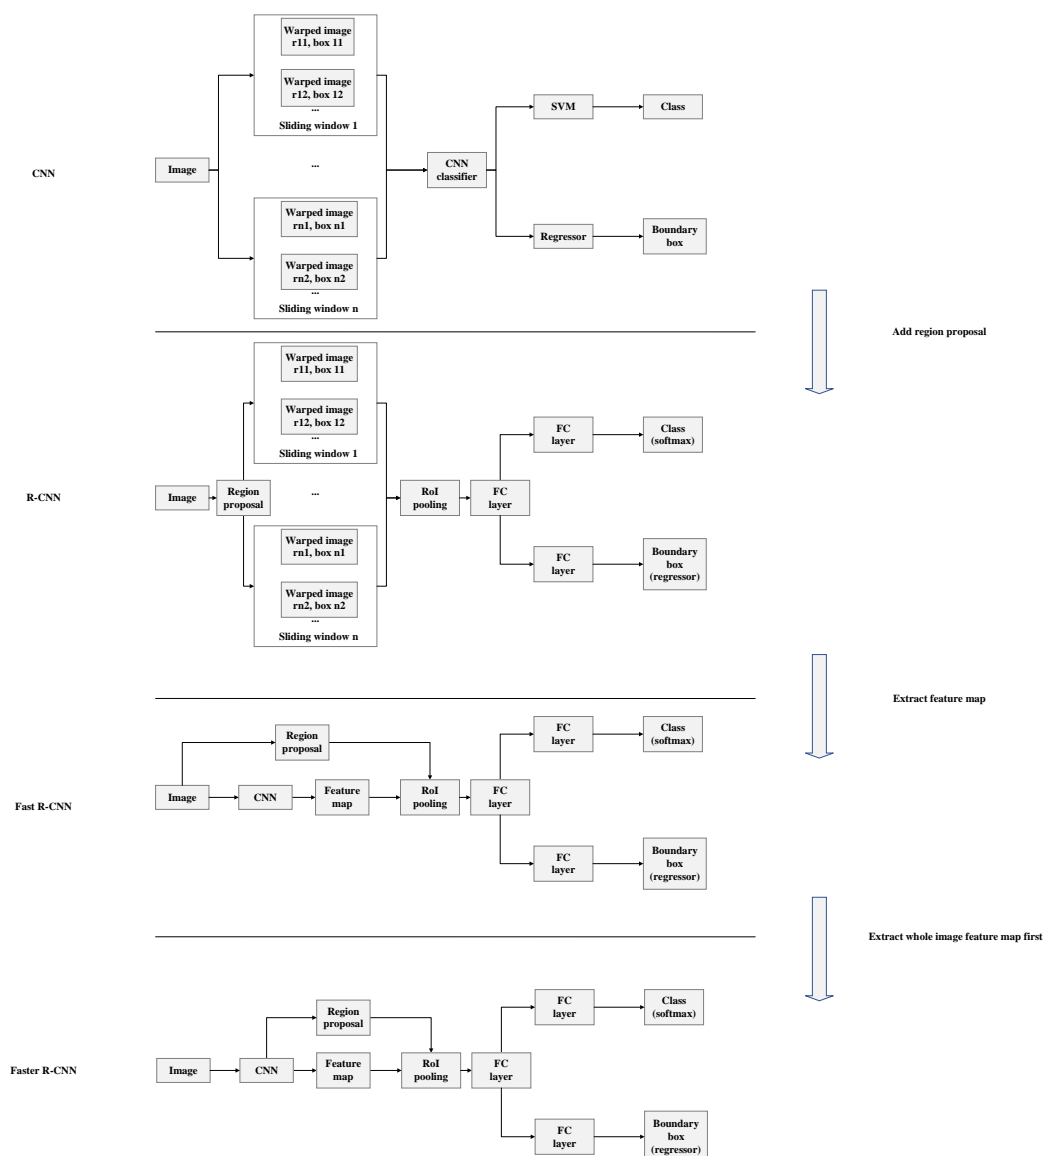 CNN
Image
Warped image
r11, box 11
Warped image
r12, box 12
...
Sliding window 1
...
Warped image
rn1, box n1
Warped image
rn2, box n2
...
Sliding window n
CNN
classifier
SVM
Class
Regressor
Boundary
box
Add region proposal
R-CNN
Image
Region
proposal
Warped image
r11, box 11
Warped image
r12, box 12
...
Sliding window 1
...
Warped image
rn1, box n1
Warped image
rn2, box n2
...
Sliding window n
RoI
pooling
FC
layer
FC
layer
Class
(softmax)
FC
layer
Boundary
box
(regressor)
Extract feature map
Fast R-CNN
Image
Region
proposal
CNN
Feature
map
RoI
pooling
FC
layer
FC
layer
Class
(softmax)
FC
layer
Boundary
box
(regressor)
Extract whole image feature map first
Faster R-CNN
Image
CNN
Region
proposal
Feature
map
RoI
pooling
FC
layer
FC
layer
Class
(softmax)
FC
layer
Boundary
box
(regressor)